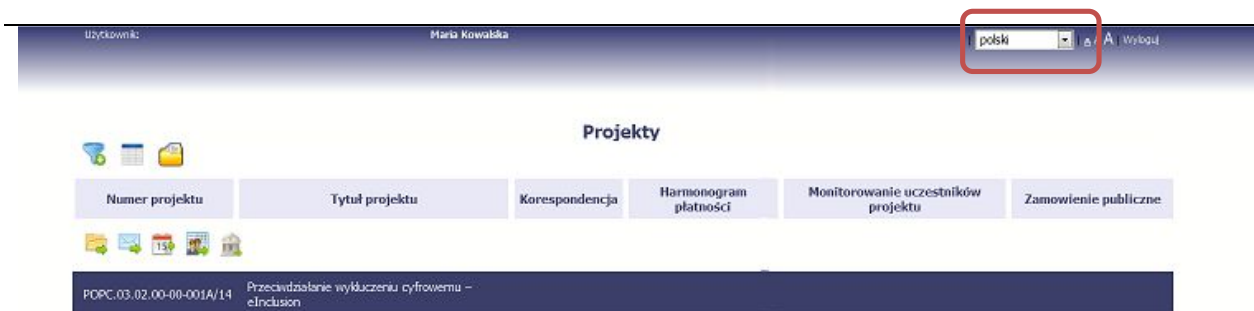 Użytkownik: Maria Kowalska | polski | A A A | Wyloguj
Projekty
Numer projektu Tytuł projektu Korespondencja Harmonogram płatności Monitorowanie uczestników projektu Zamowienie publiczne
15
POPC.03.02.00-00-001A/14 Przeciwdziałanie wykluczeniu cyfrowemu –
eInclusion